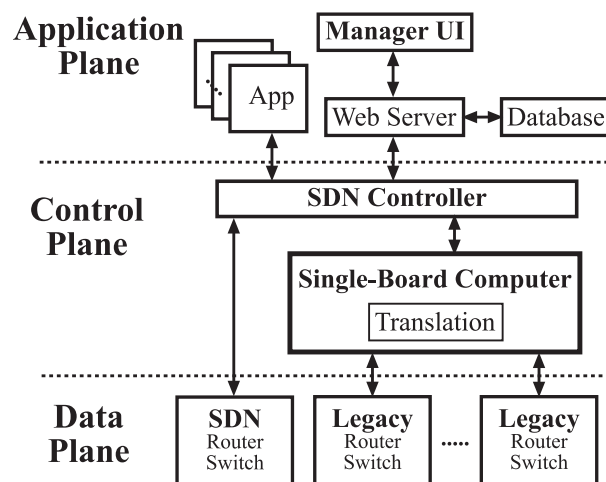 Application
Plane
App
Manager UI
Web Server
Database
Control
Plane
SDN Controller
Single-Board Computer
Translation
Data
Plane
SDN
Router
Switch
Legacy
Router
Switch
.....
Legacy
Router
Switch